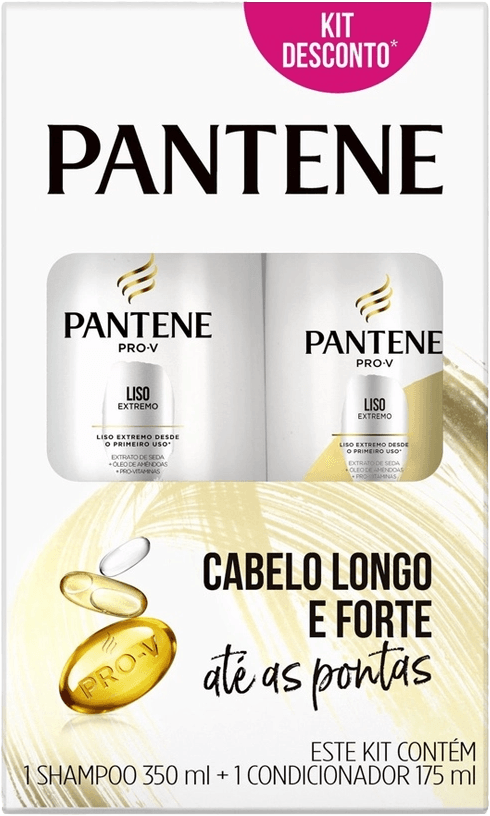 KIT
DESCONTO*
PANTENE
PANTENE
PRO-V
LISO
EXTREMO
LISO EXTREMO DESDE
O PRIMEIRO USO*
EXTRATO DE SEDA
+ ÓLEO DE AMÊNDOAS
+ PRÓ-VITAMINAS
PANTENE
PRO-V
LISO
EXTREMO
LISO EXTREMO DESDE
O PRIMEIRO USO*
EXTRATO DE SEDA
+ ÓLEO DE AMÊNDOAS
+ PRÓ-VITAMINAS
CABELO LONGO
E FORTE
até as pontas
PRO-V
ESTE KIT CONTÉM
1 SHAMPOO 350 ml + 1 CONDICIONADOR 175 ml